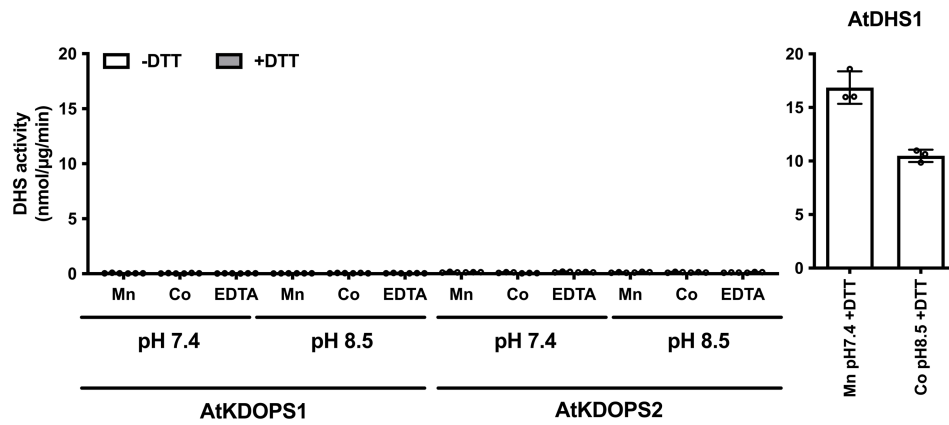 AtDHS1
-DTT +DTT
DHS activity
(nmol/µg/min)
20
15
10
5
0
Mn Co EDTA Mn Co EDTA Mn Co EDTA Mn Co EDTA
pH 7.4 pH 8.5 pH 7.4 pH 8.5
AtKDOPS1 AtKDOPS2
20
15
10
5
0
Mn pH7.4 +DTT
Co pH8.5 +DTT